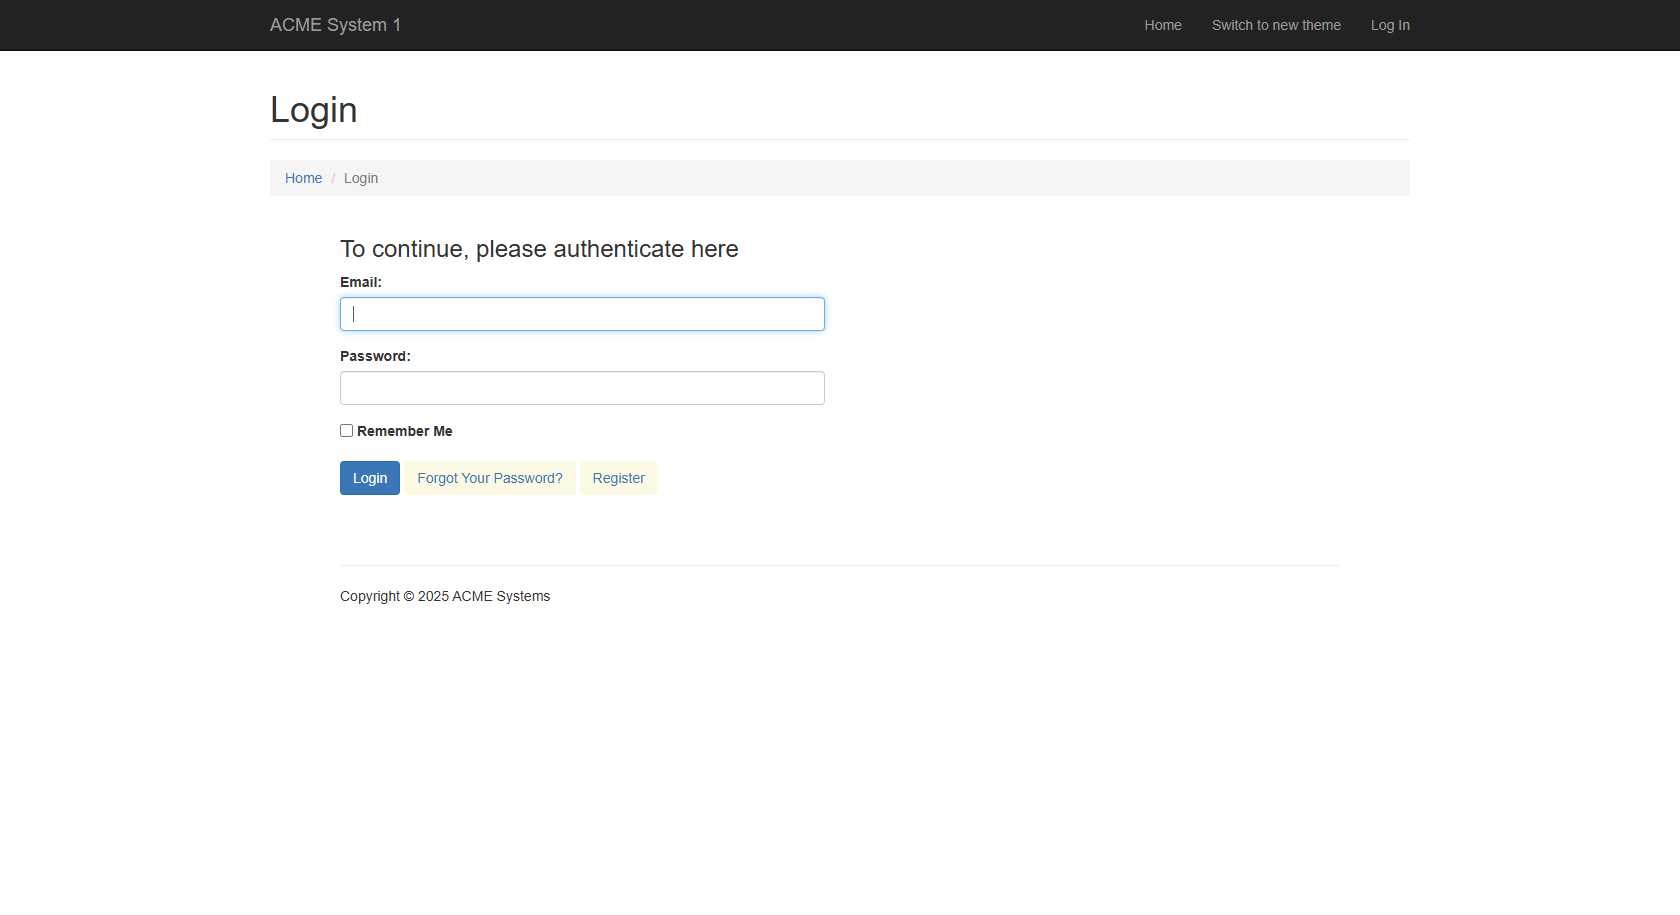 ACME System 1
Home
Switch to new theme
Log In
Login
Home / Login
To continue, please authenticate here
Email:
Password:
Remember Me
Login
Forgot Your Password?
Register
Copyright © 2025 ACME Systems